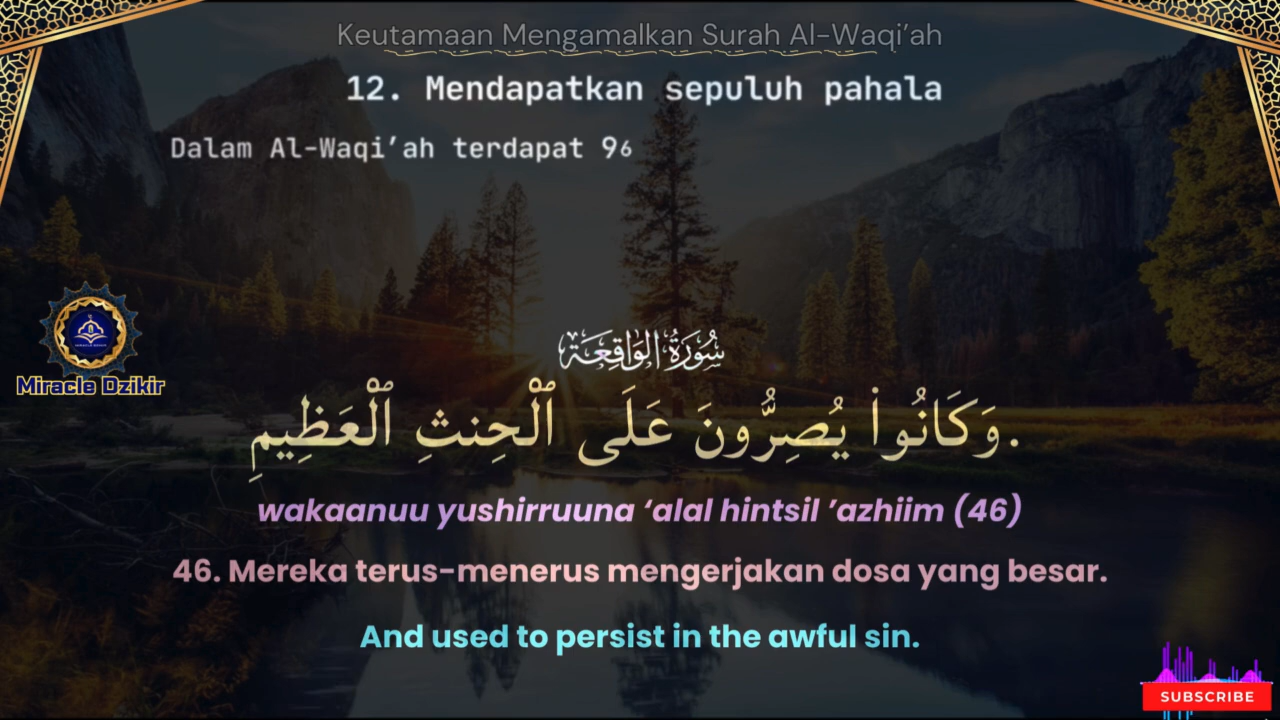 Keutamaan Mengamalkan Surah Al-Waqi’ah
12. Mendapatkan sepuluh pahala
Dalam Al-Waqi’ah terdapat 96
سُورَةُ الوَاقِعَة
وَكَانُوا۟ يُصِرُّونَ عَلَى ٱلْحِنثِ ٱلْعَظِيمِ.
wakaanuu yushirruuna ‘alal hintsil ’azhiim (46)
46. Mereka terus-menerus mengerjakan dosa yang besar.
And used to persist in the awful sin.
Miracle Dzikir
SUBSCRIBE